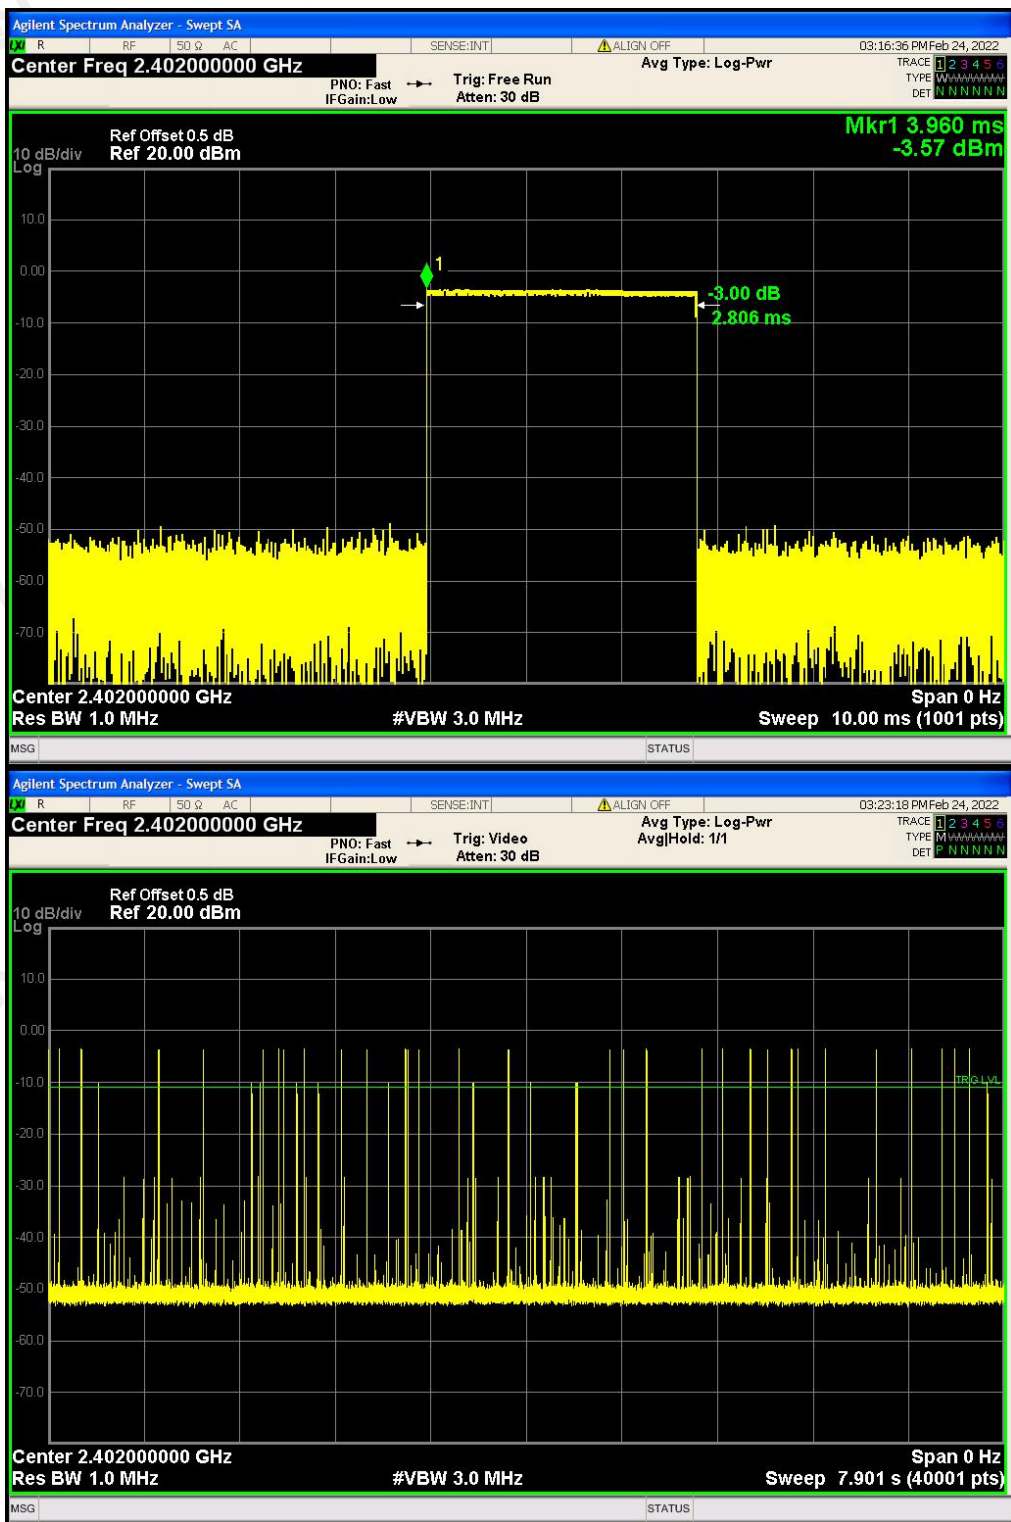 Agilent Spectrum Analyzer - Swept SA
LXI R RF 50 Ω AC SENSE:INT ALIGN OFF 03:16:36 PM Feb 24, 2022
Center Freq 2.402000000 GHz Avg Type: Log-Pwr TRACE 1 2 3 4 5 6
PNO: Fast Trig: Free Run TYPE WWWWWW
IFGain:Low Atten: 30 dB DET N N N N N N
Mkr1 3.960 ms
Ref Offset 0.5 dB
10 dB/div Ref 20.00 dBm -3.57 dBm
Log
10.0
1
0.00
-3.00 dB
2.806 ms
-10.0
-20.0
-30.0
-40.0
-50.0
-60.0
-70.0
Center 2.402000000 GHz Span 0 Hz
Res BW 1.0 MHz #VBW 3.0 MHz Sweep 10.00 ms (1001 pts)
MSG STATUS
Agilent Spectrum Analyzer - Swept SA
LXI R RF 50 Ω AC SENSE:INT ALIGN OFF 03:23:18 PM Feb 24, 2022
Center Freq 2.402000000 GHz Avg Type: Log-Pwr TRACE 1 2 3 4 5 6
PNO: Fast Trig: Video Avg|Hold: 1/1 TYPE MWWWWW
IFGain:Low Atten: 30 dB DET P N N N N N
Ref Offset 0.5 dB
10 dB/div Ref 20.00 dBm
Log
10.0
0.00
-10.0
TRIG LVL
-20.0
-30.0
-40.0
-50.0
-60.0
-70.0
Center 2.402000000 GHz Span 0 Hz
Res BW 1.0 MHz #VBW 3.0 MHz Sweep 7.901 s (40001 pts)
MSG STATUS